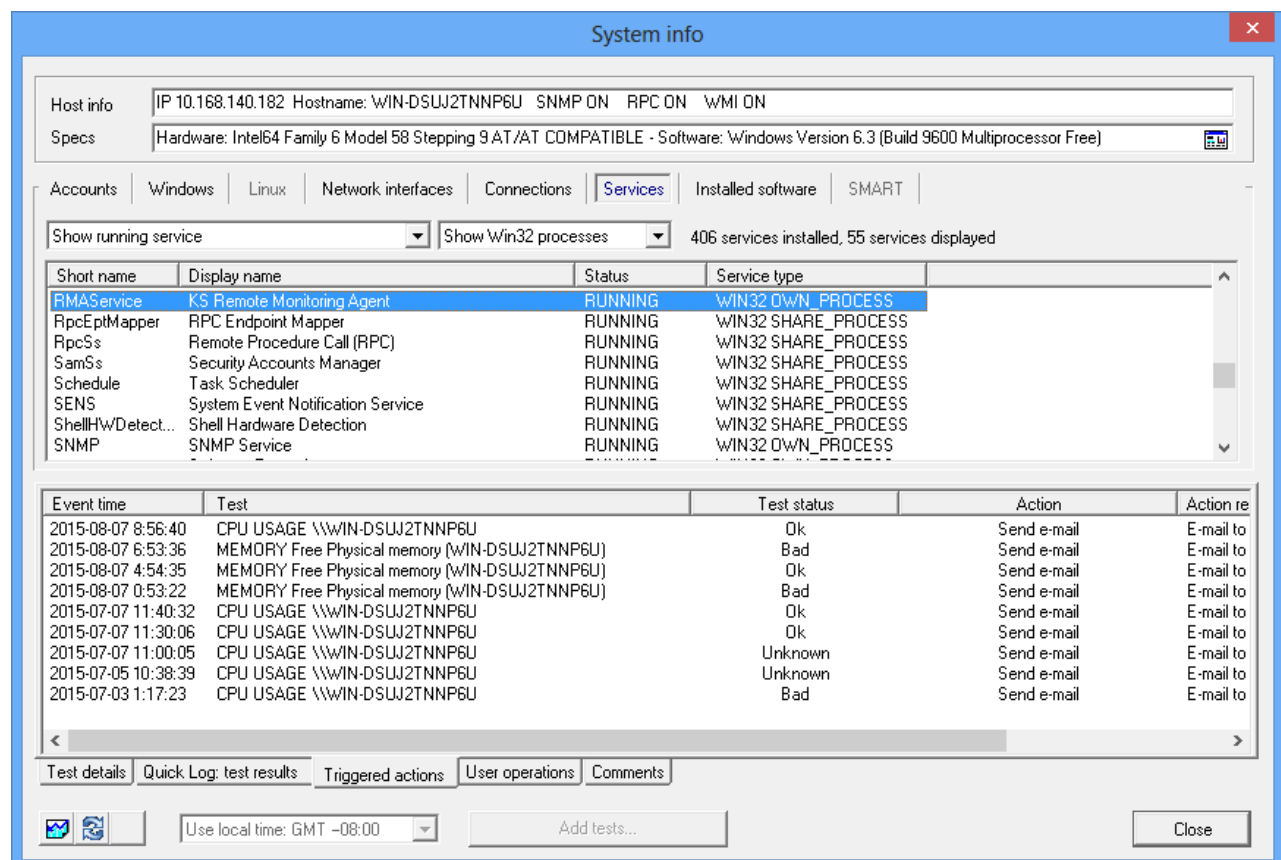 System info
Host info IP 10.168.140.182 Hostname: WIN-DSUJ2TNNP6U SNMP ON RPC ON WMI ON
Specs Hardware: Intel64 Family 6 Model 58 Stepping 9 AT/AT COMPATIBLE - Software: Windows Version 6.3 (Build 9600 Multiprocessor Free)
Accounts Windows Linux Network interfaces Connections Services Installed software SMART
Show running service Show Win32 processes 406 services installed, 55 services displayed
Short name Display name Status Service type
RMAService KS Remote Monitoring Agent RUNNING WIN32 OWN_PROCESS
RpcEptMapper RPC Endpoint Mapper RUNNING WIN32 SHARE_PROCESS
RpcSs Remote Procedure Call (RPC) RUNNING WIN32 SHARE_PROCESS
SamSs Security Accounts Manager RUNNING WIN32 SHARE_PROCESS
Schedule Task Scheduler RUNNING WIN32 SHARE_PROCESS
SENS System Event Notification Service RUNNING WIN32 SHARE_PROCESS
ShellHWDetect... Shell Hardware Detection RUNNING WIN32 SHARE_PROCESS
SNMP SNMP Service RUNNING WIN32 OWN_PROCESS
Event time Test Test status Action Action re
2015-08-07 8:56:40 CPU USAGE \\WIN-DSUJ2TNNP6U Ok Send e-mail E-mail to
2015-08-07 6:53:36 MEMORY Free Physical memory (WIN-DSUJ2TNNP6U) Bad Send e-mail E-mail to
2015-08-07 4:54:35 MEMORY Free Physical memory (WIN-DSUJ2TNNP6U) Ok Send e-mail E-mail to
2015-08-07 0:53:22 MEMORY Free Physical memory (WIN-DSUJ2TNNP6U) Bad Send e-mail E-mail to
2015-07-07 11:40:32 CPU USAGE \\WIN-DSUJ2TNNP6U Ok Send e-mail E-mail to
2015-07-07 11:30:06 CPU USAGE \\WIN-DSUJ2TNNP6U Ok Send e-mail E-mail to
2015-07-07 11:00:05 CPU USAGE \\WIN-DSUJ2TNNP6U Unknown Send e-mail E-mail to
2015-07-05 10:38:39 CPU USAGE \\WIN-DSUJ2TNNP6U Unknown Send e-mail E-mail to
2015-07-03 1:17:23 CPU USAGE \\WIN-DSUJ2TNNP6U Bad Send e-mail E-mail to
Test details Quick Log: test results Triggered actions User operations Comments
Use local time: GMT −08:00 Add tests... Close